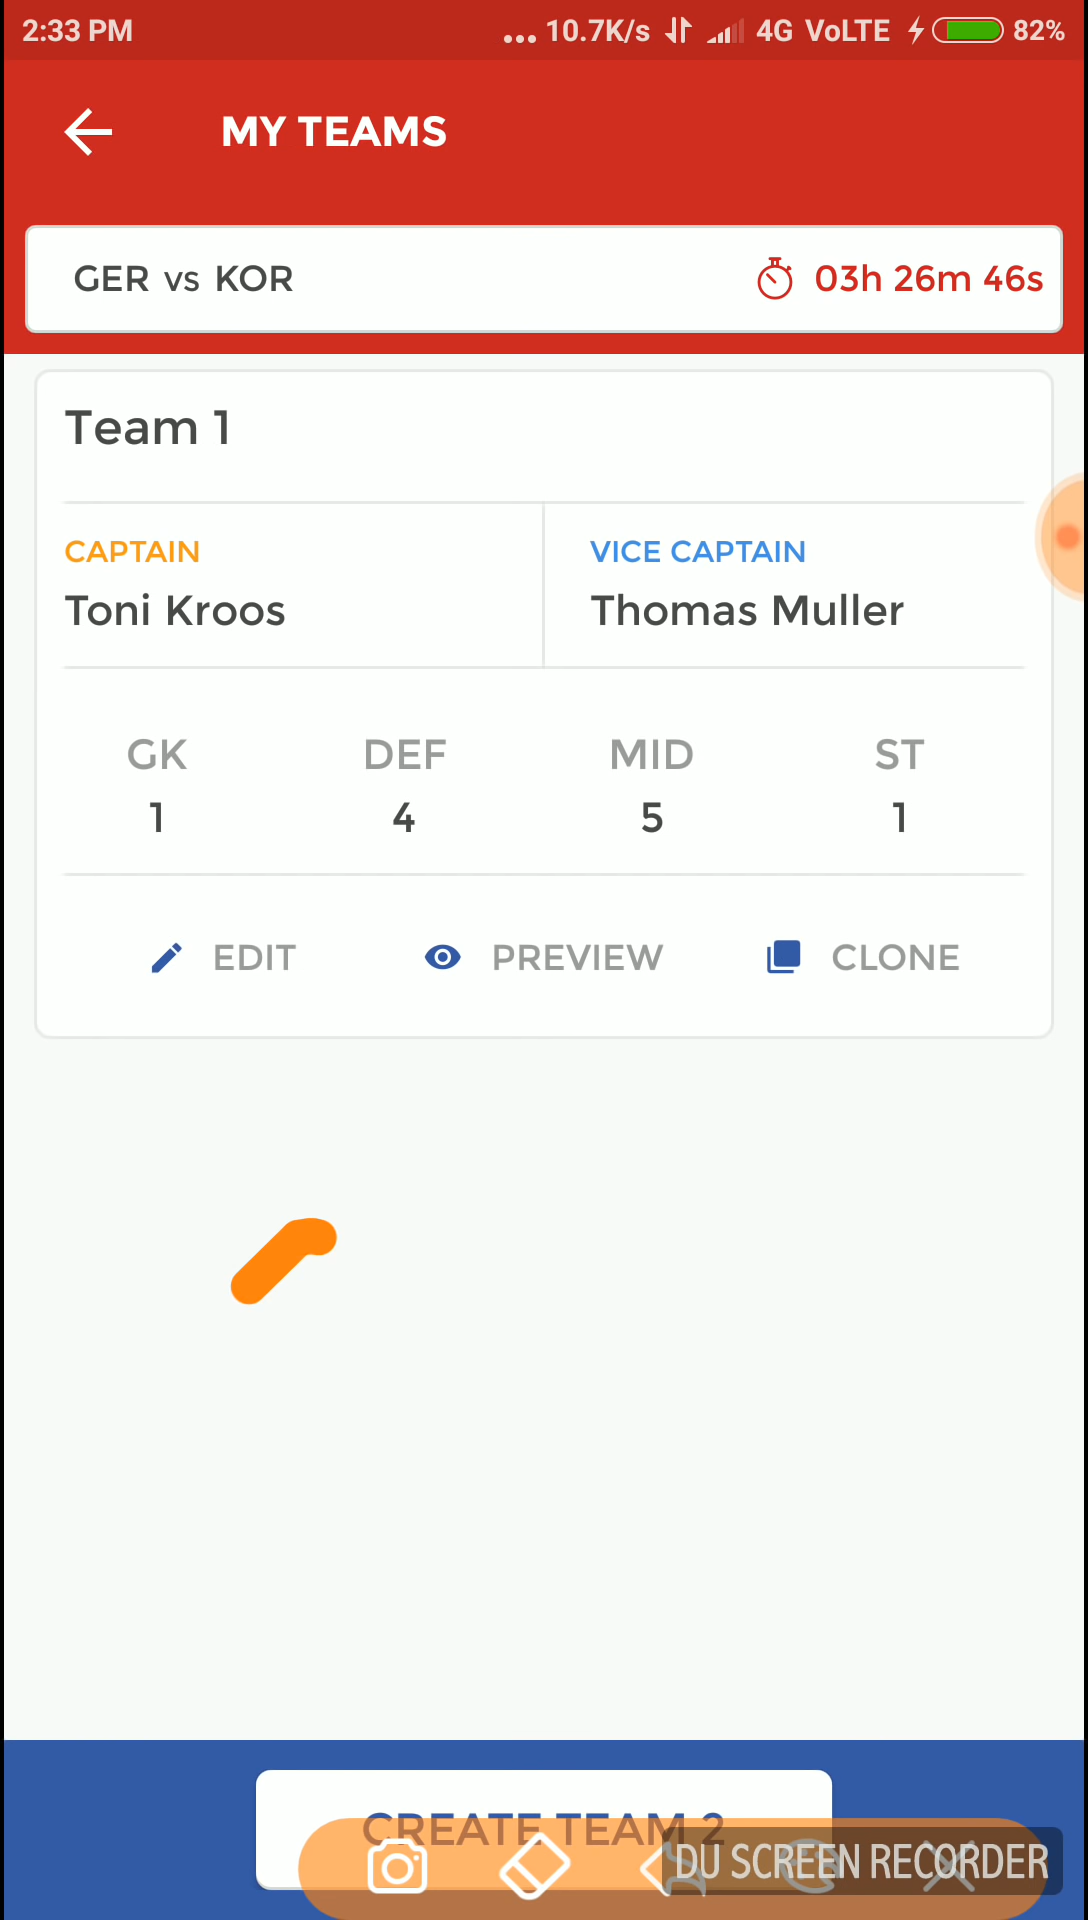 2:33 PM ... 10.7K/s 4G VoLTE 82%
MY TEAMS
GER vs KOR 03h 26m 46s
Team 1
CAPTAIN VICE CAPTAIN
Toni Kroos Thomas Muller
GK DEF MID ST
1 4 5 1
EDIT PREVIEW CLONE
CREATE TEAM 2
DU SCREEN RECORDER